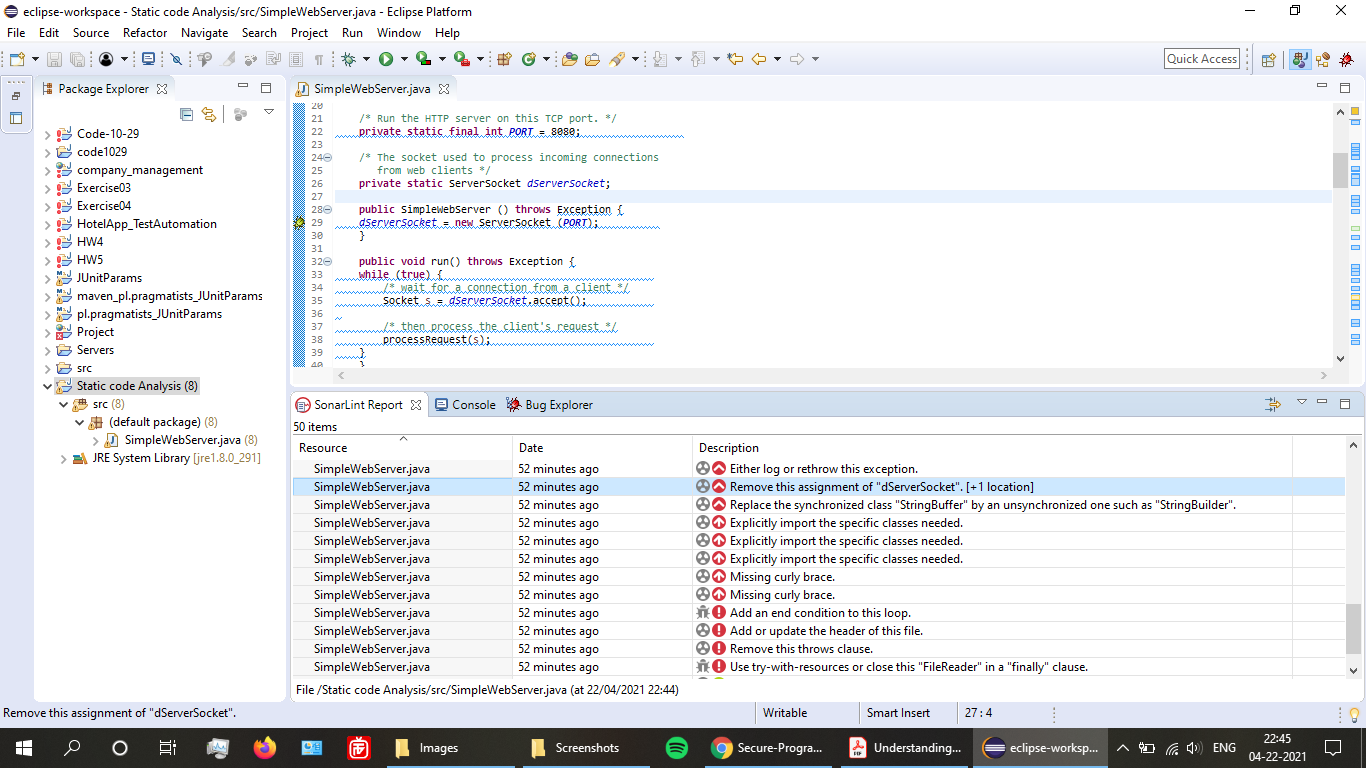 eclipse-workspace - Static code Analysis/src/SimpleWebServer.java - Eclipse Platform
File Edit Source Refactor Navigate Search Project Run Window Help
Quick Access
Package Explorer
Code-10-29
code1029
company_management
Exercise03
Exercise04
HotelApp_TestAutomation
HW4
HW5
JUnitParams
maven_pl.pragmatists_JUnitParams
pl.pragmatists_JUnitParams
Project
Servers
src
Static code Analysis (8)
src (8)
(default package) (8)
SimpleWebServer.java (8)
JRE System Library [jre1.8.0_291]
SimpleWebServer.java
20
21 /* Run the HTTP server on this TCP port. */
22 private static final int PORT = 8080;
23
24 /* The socket used to process incoming connections
25 from web clients */
26 private static ServerSocket dServerSocket;
27
28 public SimpleWebServer () throws Exception {
29 dServerSocket = new ServerSocket (PORT);
30 }
31
32 public void run() throws Exception {
33 while (true) {
34 /* wait for a connection from a client */
35 Socket s = dServerSocket.accept();
36
37 /* then process the client's request */
38 processRequest(s);
39 }
40 }
SonarLint Report Console Bug Explorer
50 items
Resource Date Description
SimpleWebServer.java 52 minutes ago Either log or rethrow this exception.
SimpleWebServer.java 52 minutes ago Remove this assignment of "dServerSocket". [+1 location]
SimpleWebServer.java 52 minutes ago Replace the synchronized class "StringBuffer" by an unsynchronized one such as "StringBuilder".
SimpleWebServer.java 52 minutes ago Explicitly import the specific classes needed.
SimpleWebServer.java 52 minutes ago Explicitly import the specific classes needed.
SimpleWebServer.java 52 minutes ago Explicitly import the specific classes needed.
SimpleWebServer.java 52 minutes ago Missing curly brace.
SimpleWebServer.java 52 minutes ago Missing curly brace.
SimpleWebServer.java 52 minutes ago Add an end condition to this loop.
SimpleWebServer.java 52 minutes ago Add or update the header of this file.
SimpleWebServer.java 52 minutes ago Remove this throws clause.
SimpleWebServer.java 52 minutes ago Use try-with-resources or close this "FileReader" in a "finally" clause.
File /Static code Analysis/src/SimpleWebServer.java (at 22/04/2021 22:44)
Remove this assignment of "dServerSocket". Writable Smart Insert 27 : 4
Images Screenshots Secure-Progra... Understanding... eclipse-worksp... ENG 22:45
04-22-2021